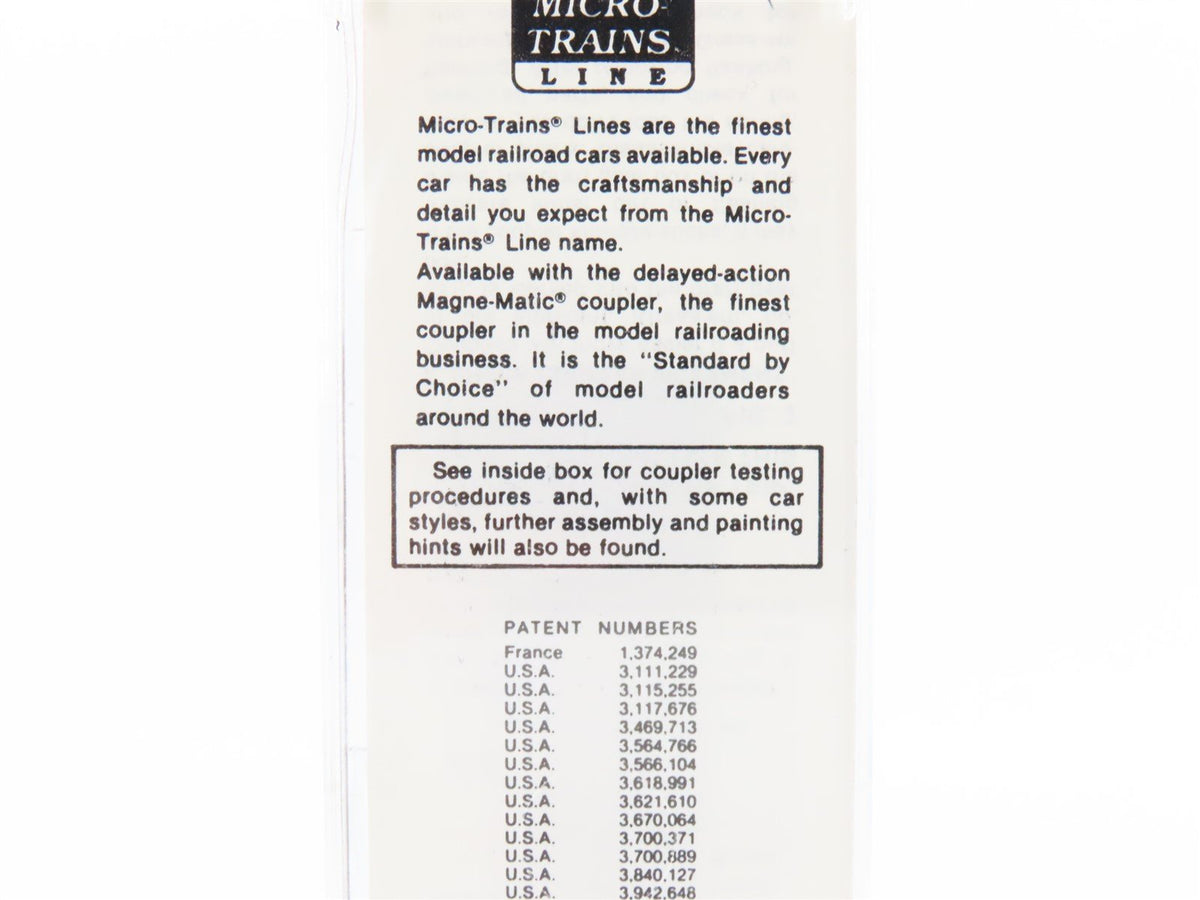 MICRO-
TRAINS
LINE
Micro-Trains® Lines are the finest
model railroad cars available. Every
car has the craftsmanship and
detail you expect from the Micro-
Trains® Line name.
Available with the delayed-action
Magne-Matic® coupler, the finest
coupler in the model railroading
business. It is the "Standard by
Choice" of model railroaders
around the world.
See inside box for coupler testing
procedures and, with some car
styles, further assembly and painting
hints will also be found.
PATENT NUMBERS
France 1,374,249
U.S.A. 3,111,229
U.S.A. 3,115,255
U.S.A. 3,117,676
U.S.A. 3,469,713
U.S.A. 3,564,766
U.S.A. 3,566,104
U.S.A. 3,618,991
U.S.A. 3,621,610
U.S.A. 3,670,064
U.S.A. 3,700,371
U.S.A. 3,700,889
U.S.A. 3,840,127
U.S.A. 3,942,648